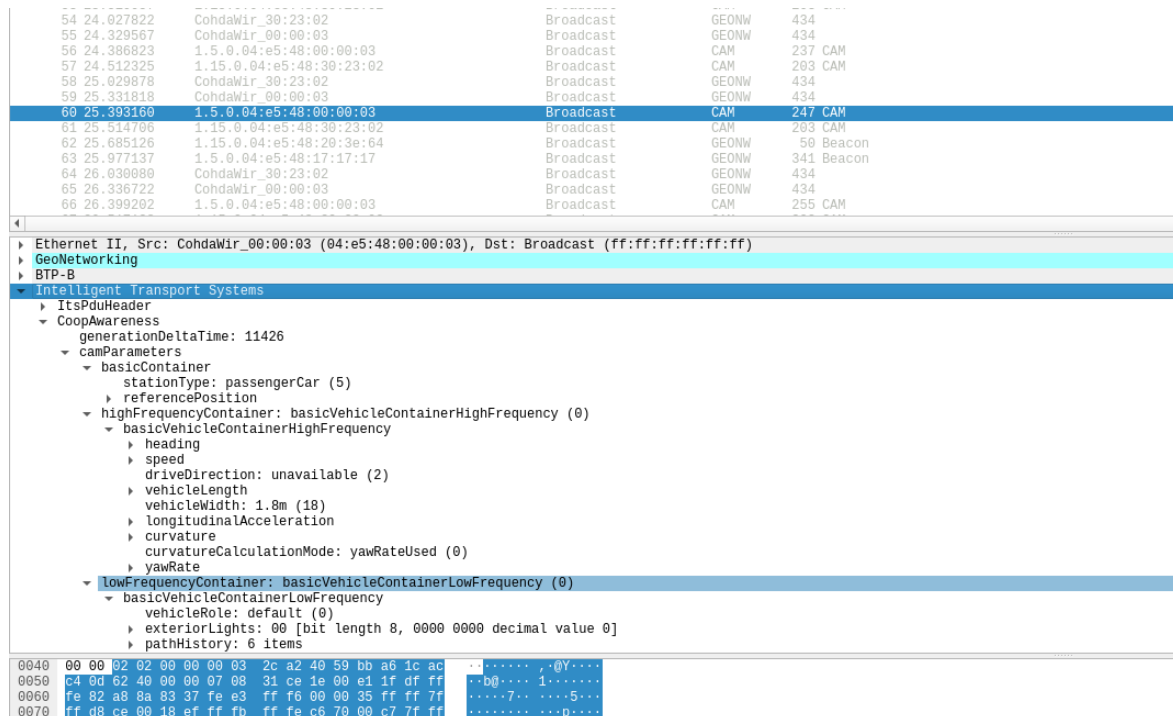 54 24.027822 CohdaWir_30:23:02 Broadcast GEONW 434
55 24.329567 CohdaWir_00:00:03 Broadcast GEONW 434
56 24.386823 1.5.0.04:e5:48:00:00:03 Broadcast CAM 237 CAM
57 24.512325 1.15.0.04:e5:48:30:23:02 Broadcast CAM 203 CAM
58 25.029878 CohdaWir_30:23:02 Broadcast GEONW 434
59 25.331818 CohdaWir_00:00:03 Broadcast GEONW 434
60 25.393160 1.5.0.04:e5:48:00:00:03 Broadcast CAM 247 CAM
61 25.514706 1.15.0.04:e5:48:30:23:02 Broadcast CAM 203 CAM
62 25.685126 1.15.0.04:e5:48:20:3e:64 Broadcast GEONW 50 Beacon
63 25.977137 1.5.0.04:e5:48:17:17:17 Broadcast GEONW 341 Beacon
64 26.030080 CohdaWir_30:23:02 Broadcast GEONW 434
65 26.336722 CohdaWir_00:00:03 Broadcast GEONW 434
66 26.399202 1.5.0.04:e5:48:00:00:03 Broadcast CAM 255 CAM
Ethernet II, Src: CohdaWir_00:00:03 (04:e5:48:00:00:03), Dst: Broadcast (ff:ff:ff:ff:ff:ff)
GeoNetworking
BTP-B
Intelligent Transport Systems
ItsPduHeader
CoopAwareness
generationDeltaTime: 11426
camParameters
basicContainer
stationType: passengerCar (5)
referencePosition
highFrequencyContainer: basicVehicleContainerHighFrequency (0)
basicVehicleContainerHighFrequency
heading
speed
driveDirection: unavailable (2)
vehicleLength
vehicleWidth: 1.8m (18)
longitudinalAcceleration
curvature
curvatureCalculationMode: yawRateUsed (0)
yawRate
lowFrequencyContainer: basicVehicleContainerLowFrequency (0)
basicVehicleContainerLowFrequency
vehicleRole: default (0)
exteriorLights: 00 [bit length 8, 0000 0000 decimal value 0]
pathHistory: 6 items
0040 00 00 02 02 00 00 00 03 2c a2 40 59 bb a6 1c ac ········ ,·@Y····
0050 c4 0d 62 40 00 00 07 08 31 ce 1e 00 e1 1f df ff ··b@···· 1·······
0060 fe 82 a8 8a 83 37 fe e3 ff f6 00 00 35 ff ff 7f ·····7·· ····5···
0070 ff d8 ce 00 18 ef ff fb ff fe c6 70 00 c7 7f ff ········ ···p····